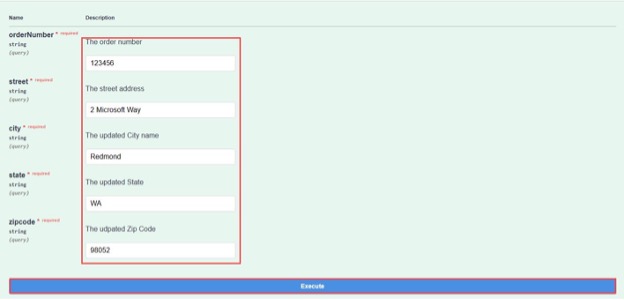 Name Description
orderNumber * required
string
(query)
The order number
123456
street * required
string
(query)
The street address
2 Microsoft Way
city * required
string
(query)
The updated City name
Redmond
state * required
string
(query)
The updated State
WA
zipcode * required
string
(query)
The udpated Zip Code
98052
Execute